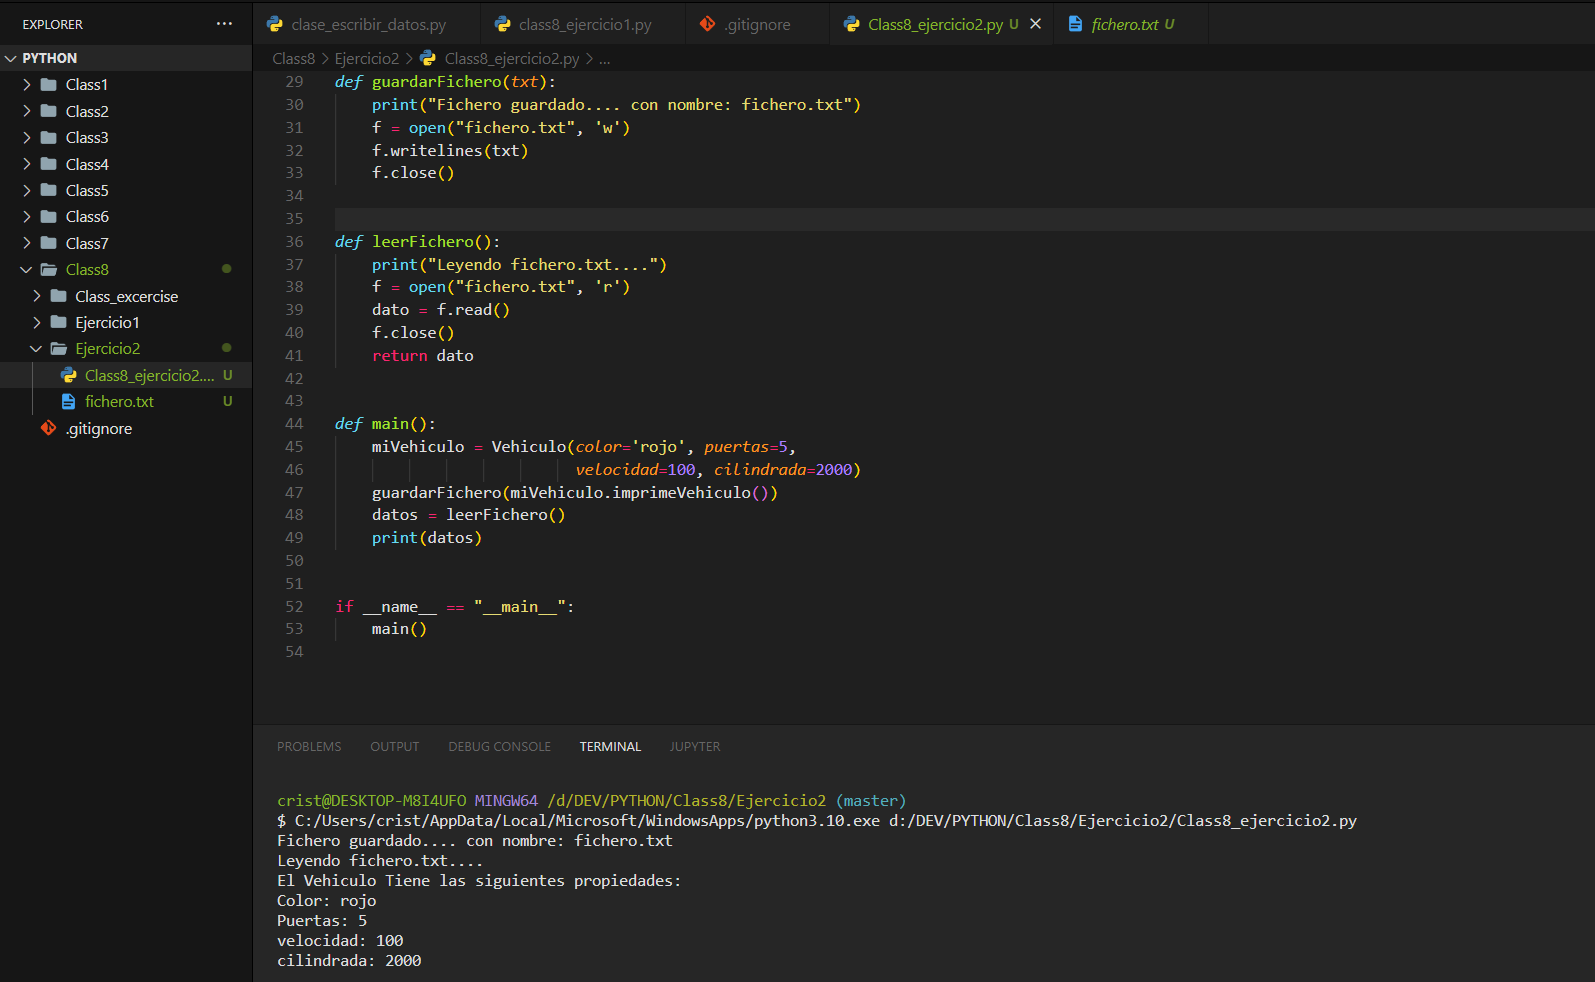 EXPLORER
PYTHON
Class1
Class2
Class3
Class4
Class5
Class6
Class7
Class8
Class_excercise
Ejercicio1
Ejercicio2
Class8_ejercicio2.... U
fichero.txt U
.gitignore
clase_escribir_datos.py class8_ejercicio1.py .gitignore Class8_ejercicio2.py U fichero.txt U
Class8 > Ejercicio2 > Class8_ejercicio2.py > ...
29 def guardarFichero(txt):
30     print("Fichero guardado.... con nombre: fichero.txt")
31     f = open("fichero.txt", 'w')
32     f.writelines(txt)
33     f.close()
34
35
36 def leerFichero():
37     print("Leyendo fichero.txt....")
38     f = open("fichero.txt", 'r')
39     dato = f.read()
40     f.close()
41     return dato
42
43
44 def main():
45     miVehiculo = Vehiculo(color='rojo', puertas=5,
46                           velocidad=100, cilindrada=2000)
47     guardarFichero(miVehiculo.imprimeVehiculo())
48     datos = leerFichero()
49     print(datos)
50
51
52 if __name__ == "__main__":
53     main()
54
PROBLEMS OUTPUT DEBUG CONSOLE TERMINAL JUPYTER
crist@DESKTOP-M8I4UFO MINGW64 /d/DEV/PYTHON/Class8/Ejercicio2 (master)
$ C:/Users/crist/AppData/Local/Microsoft/WindowsApps/python3.10.exe d:/DEV/PYTHON/Class8/Ejercicio2/Class8_ejercicio2.py
Fichero guardado.... con nombre: fichero.txt
Leyendo fichero.txt....
El Vehiculo Tiene las siguientes propiedades:
Color: rojo
Puertas: 5
velocidad: 100
cilindrada: 2000